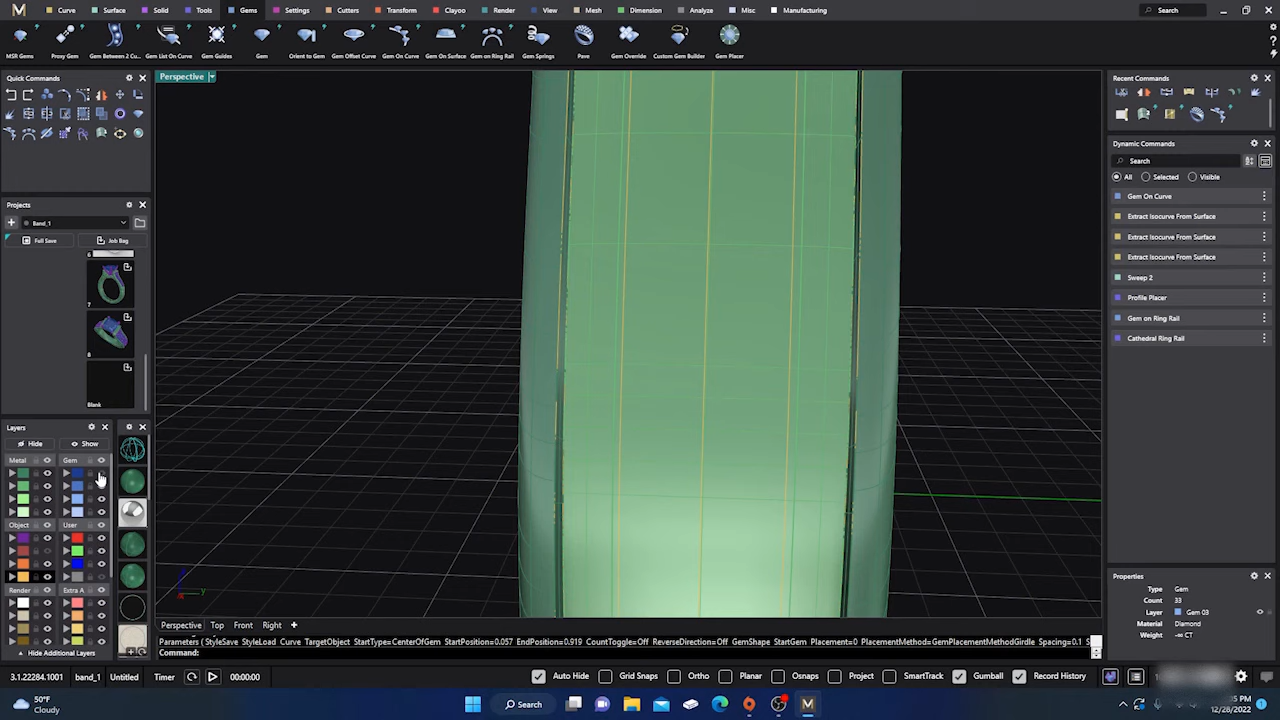 Curve Surface Solid Tools Gems Settings Cutters Transform Clayoo Render View Mesh Dimension Analyze Misc Manufacturing Search
MSR Gems Proxy Gem Gem Between 2 Cu... Gem List On Curve Gem Guides Gem Orient to Gem Gem Offset Curve Gem On Curve Gem On Surface Gem on Ring Rail Gem Springs Pave Gem Override Custom Gem Builder Gem Placer
Quick Commands
Perspective
Recent Commands
Dynamic Commands
Search
All Selected Visible
Gem On Curve
Extract Isocurve From Surface
Extract Isocurve From Surface
Extract Isocurve From Surface
Sweep 2
Profile Placer
Gem on Ring Rail
Cathedral Ring Rail
Projects
Band_1
Full Save Job Bag
7
8
Blank
Layers
Hide Show
Metal Gem
Object User
Render Extra A
Hide Additional Layers
y
Properties
Type Gem
Count 33
Layer Gem 03
Material Diamond
Weight -∞ CT
Perspective Top Front Right
Parameters ( StyleSave StyleLoad Curve TargetObject StartType=CenterOfGem StartPosition=0.057 EndPosition=0.919 CountToggle=Off ReverseDirection=Off GemShape StartGem Placement=0 PlacementMethod=GemPlacementMethodGirdle Spacing=0.1
Command:
3.1.22284.1001 band_1 Untitled Timer 00:00:00 Auto Hide Grid Snaps Ortho Planar Osnaps Project SmartTrack Gumball Record History
50°F
Cloudy
Search
12/28/2022